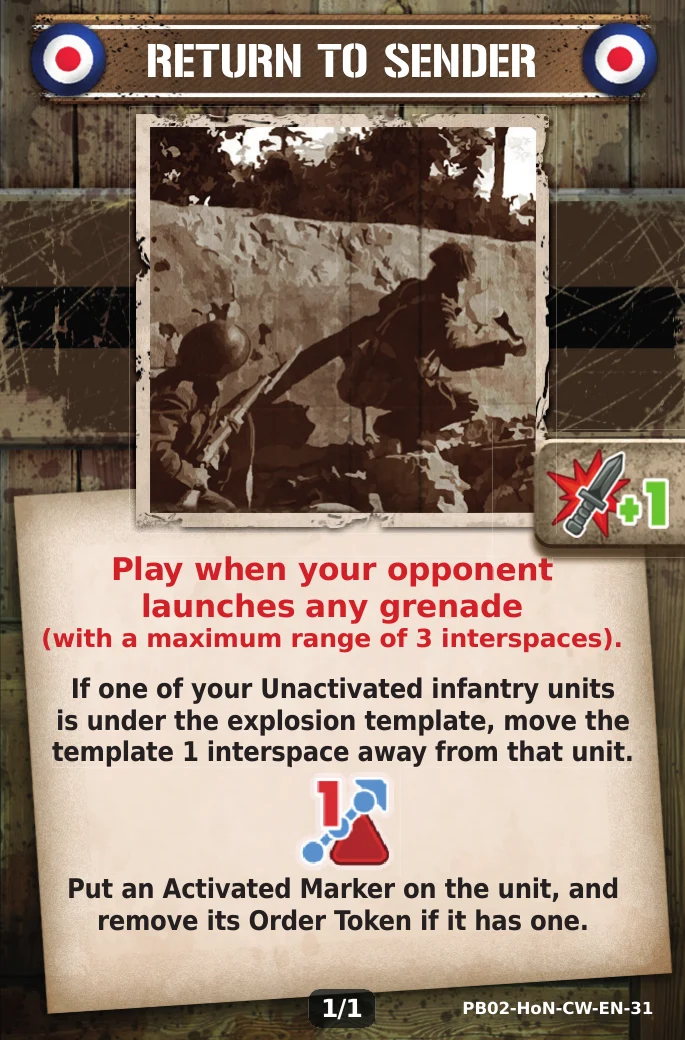 RETURN TO SENDER
+1
Play when your opponent
launches any grenade
(with a maximum range of 3 interspaces).
If one of your Unactivated infantry units
is under the explosion template, move the
template 1 interspace away from that unit.
1
Put an Activated Marker on the unit, and
remove its Order Token if it has one.
1/1
PB02-HoN-CW-EN-31